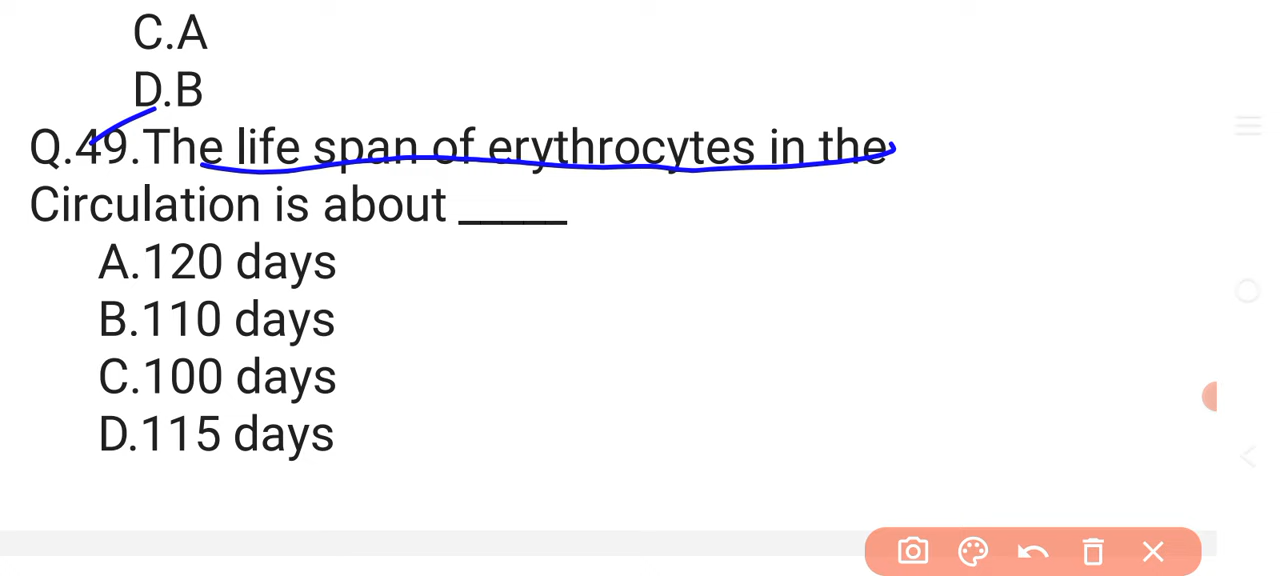 C.A
D.B
Q.49.The life span of erythrocytes in the
Circulation is about _____
A.120 days
B.110 days
C.100 days
D.115 days